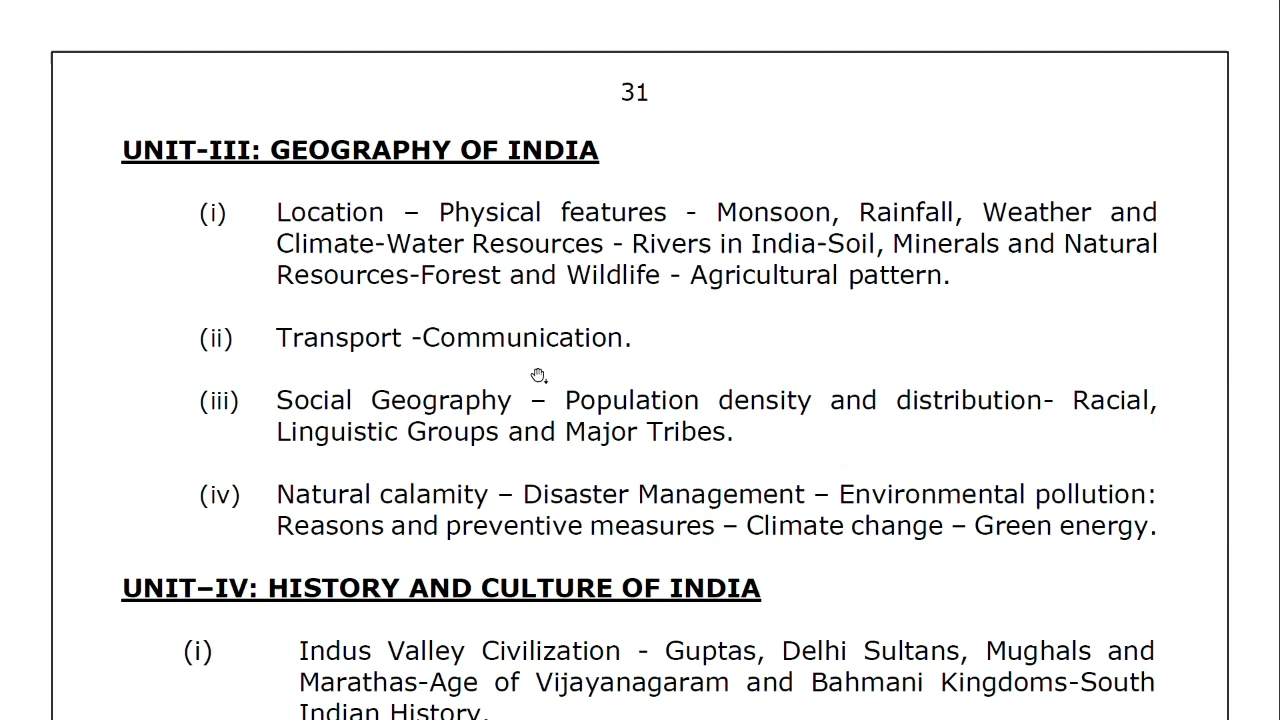 31
UNIT-III: GEOGRAPHY OF INDIA
(i) Location – Physical features - Monsoon, Rainfall, Weather and
Climate-Water Resources - Rivers in India-Soil, Minerals and Natural
Resources-Forest and Wildlife - Agricultural pattern.
(ii) Transport -Communication.
(iii) Social Geography – Population density and distribution- Racial,
Linguistic Groups and Major Tribes.
(iv) Natural calamity – Disaster Management – Environmental pollution:
Reasons and preventive measures – Climate change – Green energy.
UNIT–IV: HISTORY AND CULTURE OF INDIA
(i) Indus Valley Civilization - Guptas, Delhi Sultans, Mughals and
Marathas-Age of Vijayanagaram and Bahmani Kingdoms-South
Indian History.